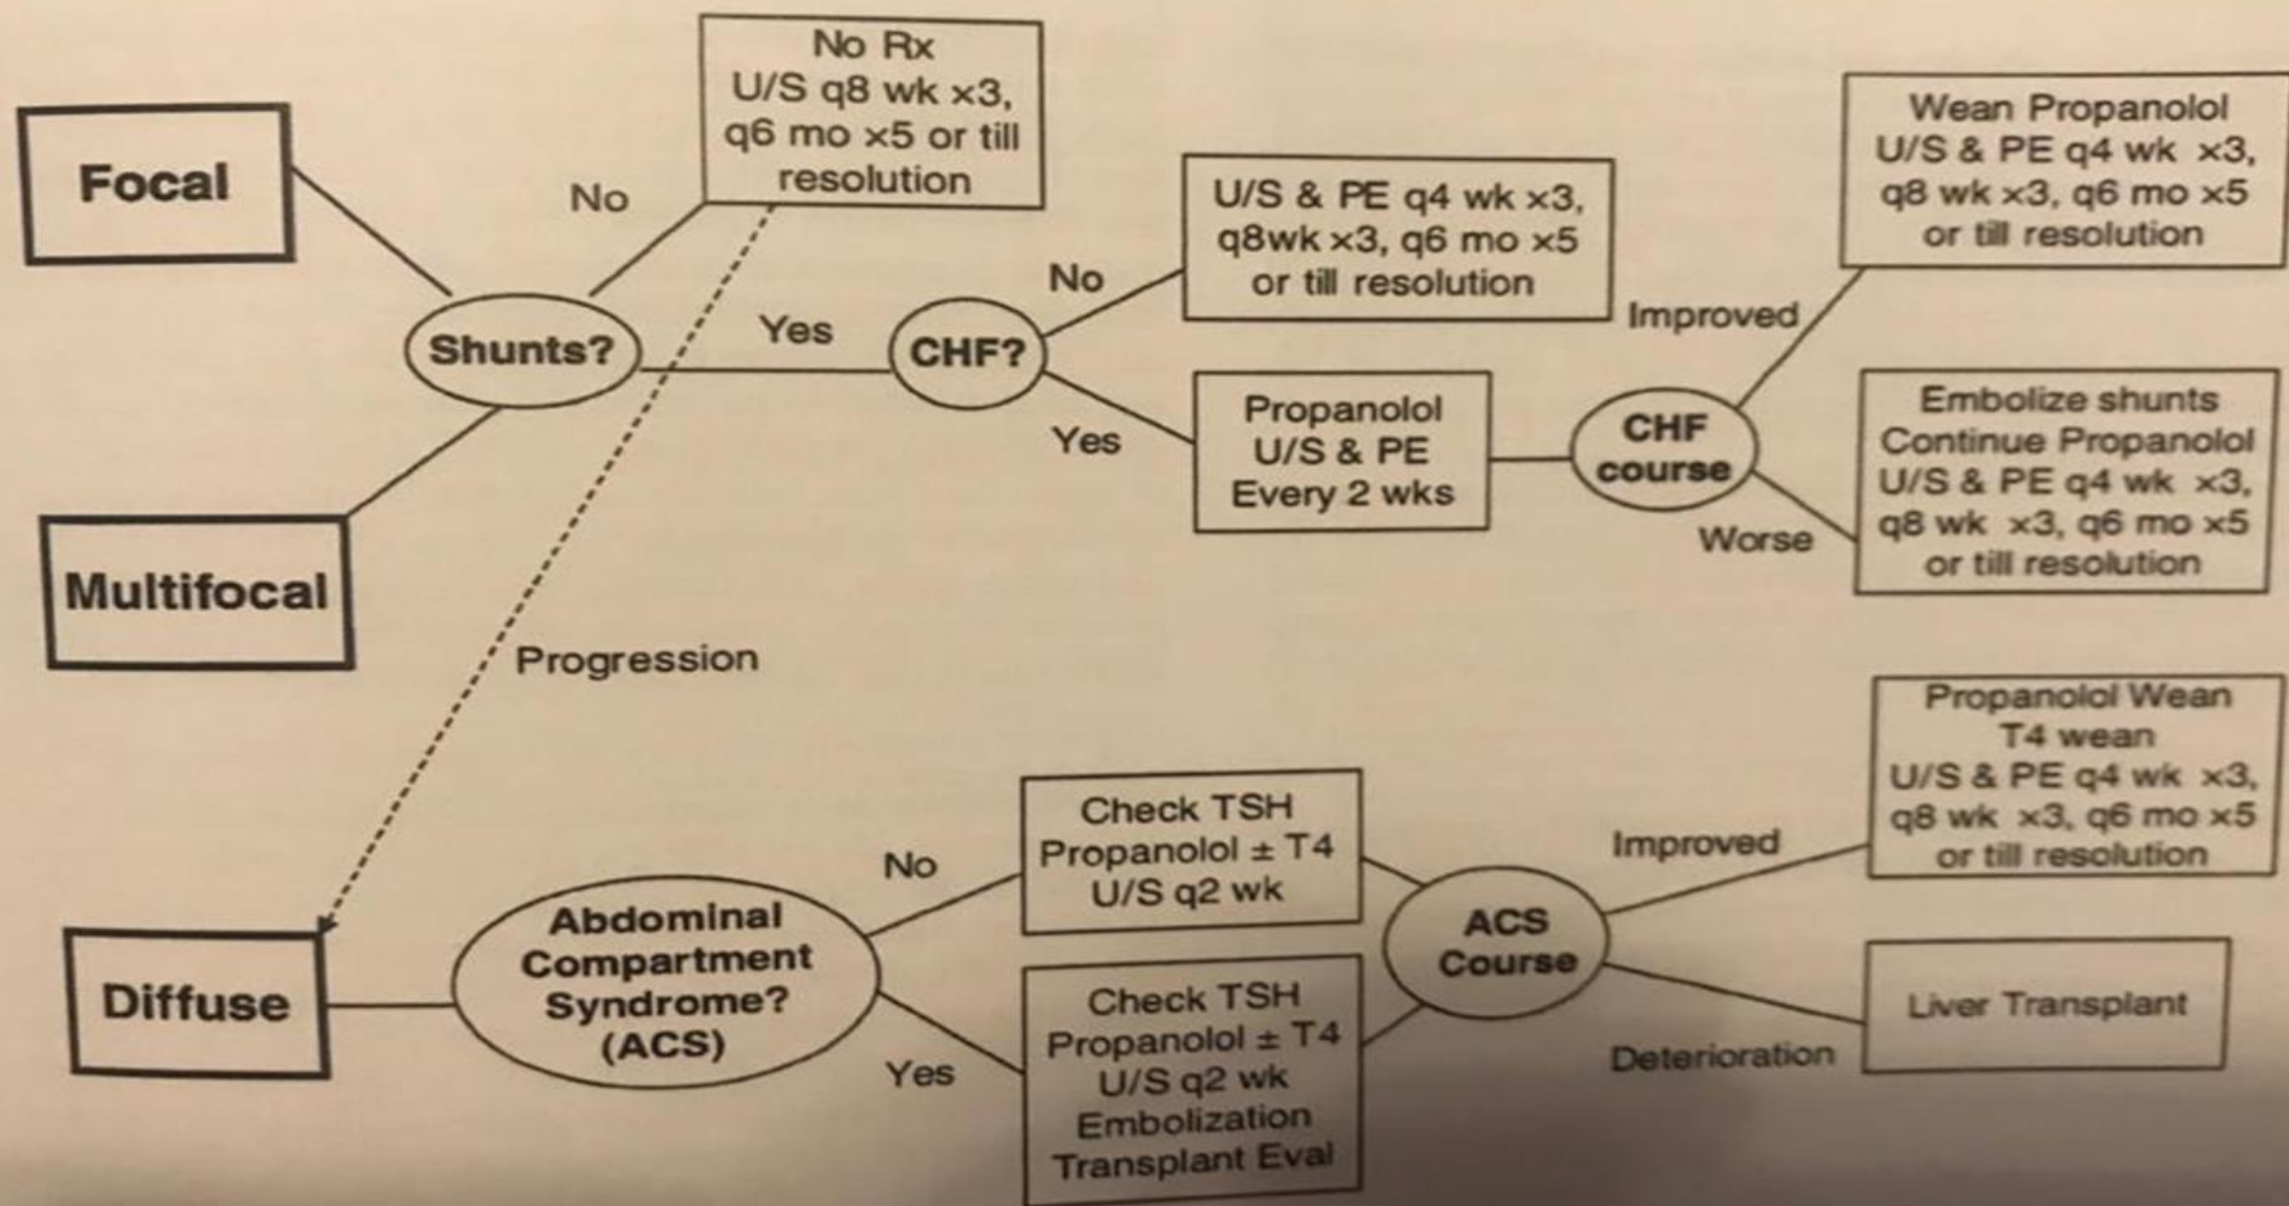 Focal
Multifocal
Shunts?
No
No Rx
U/S q8 wk ×3,
q6 mo ×5 or till
resolution
Yes
CHF?
No
U/S & PE q4 wk ×3,
q8wk ×3, q6 mo ×5
or till resolution
Yes
Propanolol
U/S & PE
Every 2 wks
CHF
course
Improved
Wean Propanolol
U/S & PE q4 wk ×3,
q8 wk ×3, q6 mo ×5
or till resolution
Worse
Embolize shunts
Continue Propanolol
U/S & PE q4 wk ×3,
q8 wk ×3, q6 mo ×5
or till resolution
Progression
Diffuse
Abdominal
Compartment
Syndrome?
(ACS)
No
Check TSH
Propanolol ± T4
U/S q2 wk
Yes
Check TSH
Propanolol ± T4
U/S q2 wk
Embolization
Transplant Eval
ACS
Course
Improved
Propanolol Wean
T4 wean
U/S & PE q4 wk ×3,
q8 wk ×3, q6 mo ×5
or till resolution
Deterioration
Liver Transplant